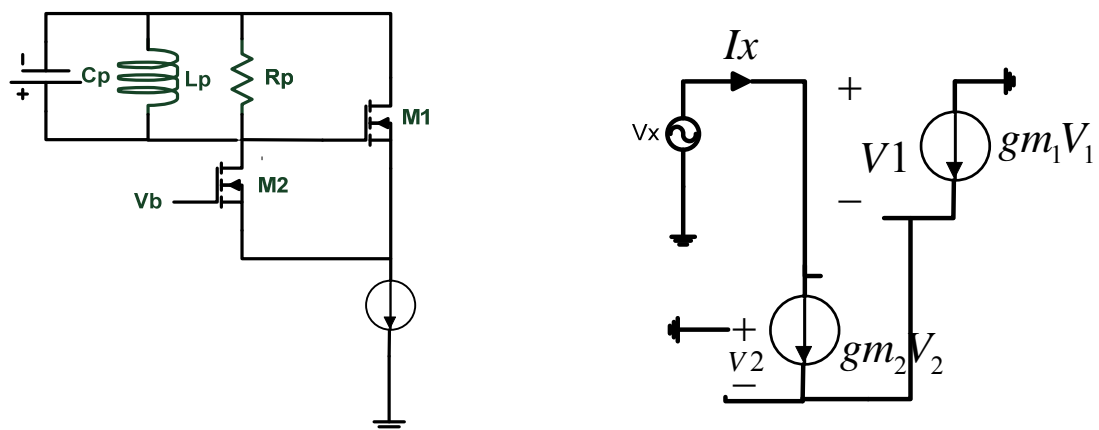 Cp
Lp
Rp
M1
M2
Vb
+
Ix
Vx
+
V1
−
gm₁V₁
+
V2
−
gm₂V₂